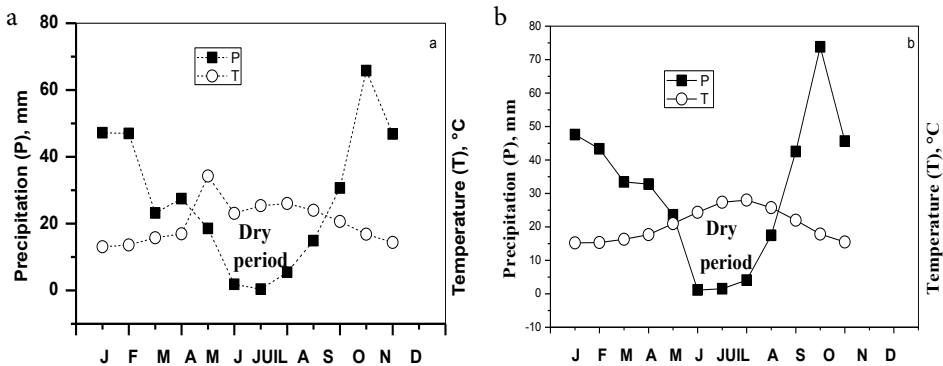 a
a
80
60
40
20
0
P
T
Dry
period
Precipitation (P), mm
Temperature (T), °C
J F M A M J JUIL A S O N D
b
b
80
70
60
50
40
30
20
10
0
-10
P
T
Dry
period
Precipitation (P), mm
Temperature (T), °C
J F M A M J JUIL A S O N D